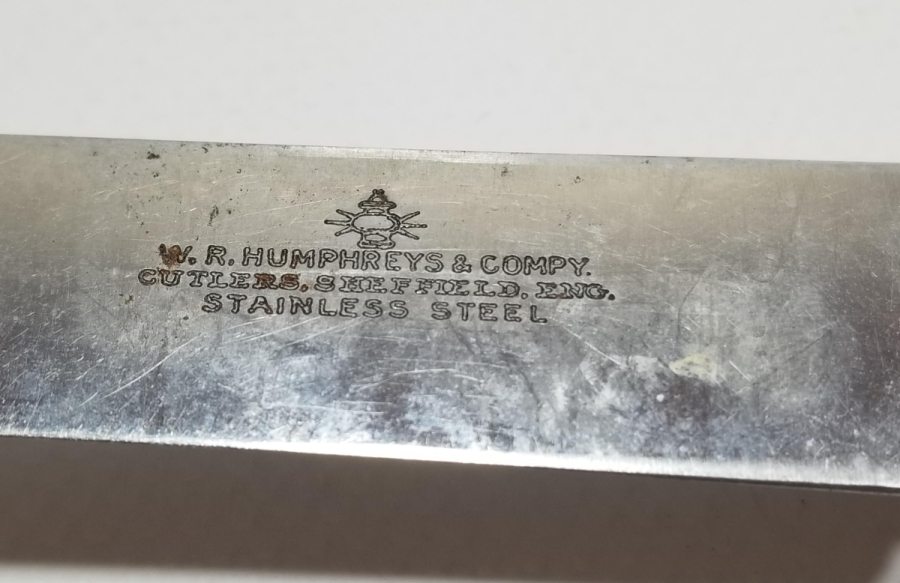 W. R. HUMPHREYS & COMPY.
CUTLERS, SHEFFIELD, ENG.
STAINLESS STEEL